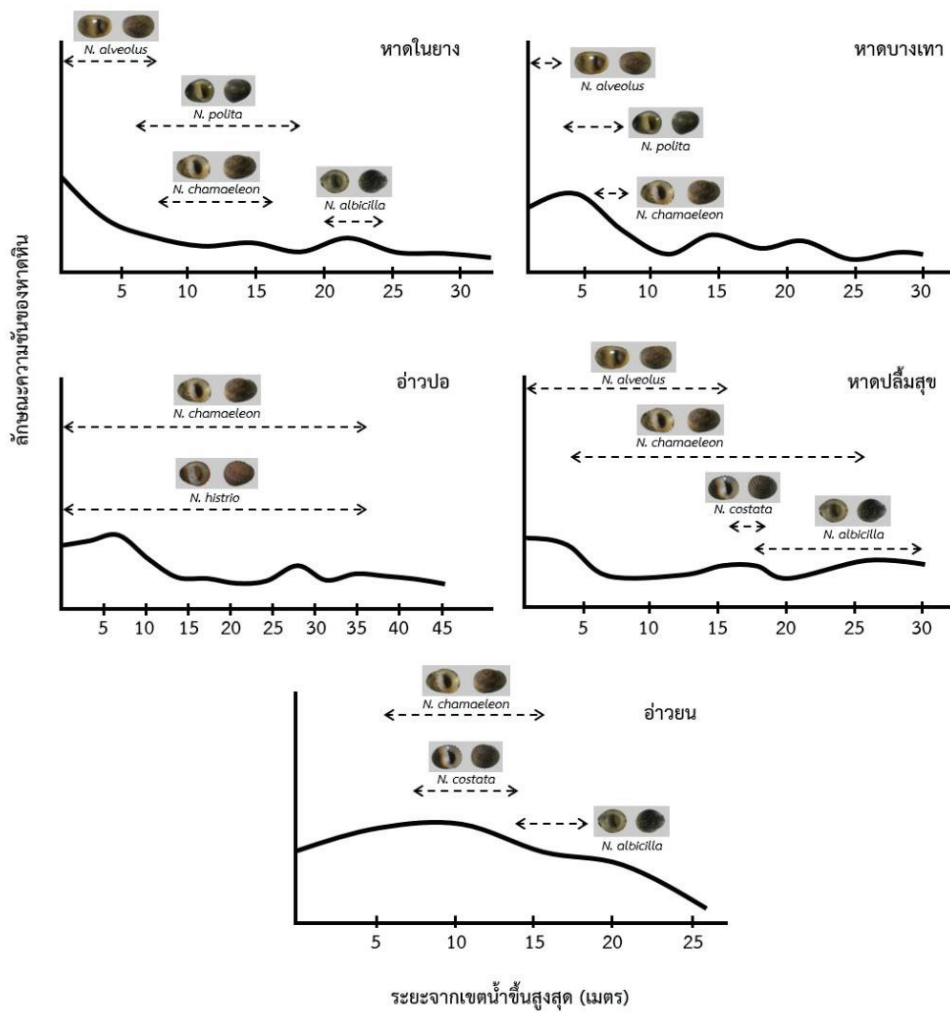 ลักษณะความชันของหาดหิน
หาดในยาง
N. alveolus
N. polita
N. chamaeleon
N. albicilla
5 10 15 20 25 30
หาดบางเทา
N. alveolus
N. polita
N. chamaeleon
5 10 15 20 25 30
อ่าวปอ
N. chamaeleon
N. histrio
5 10 15 20 25 30 35 40 45
หาดปลื้มสุข
N. alveolus
N. chamaeleon
N. costata
N. albicilla
5 10 15 20 25 30
อ่าวยน
N. chamaeleon
N. costata
N. albicilla
5 10 15 20 25
ระยะจากเขตน้ำขึ้นสูงสุด (เมตร)